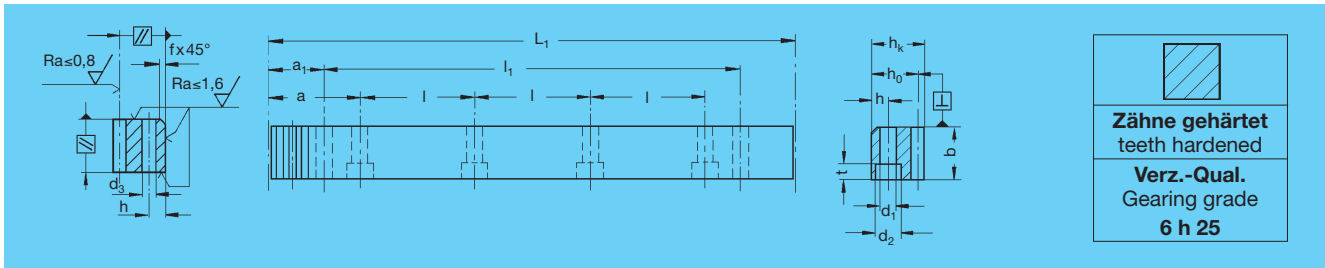 f x 45°
Ra≤0,8
Ra≤1,6
d3
h
L1
a1
l1
a
l
l
l
hk
h0
h
b
t
d1
d2
Zähne gehärtet
teeth hardened
Verz.-Qual.
Gearing grade
6 h 25